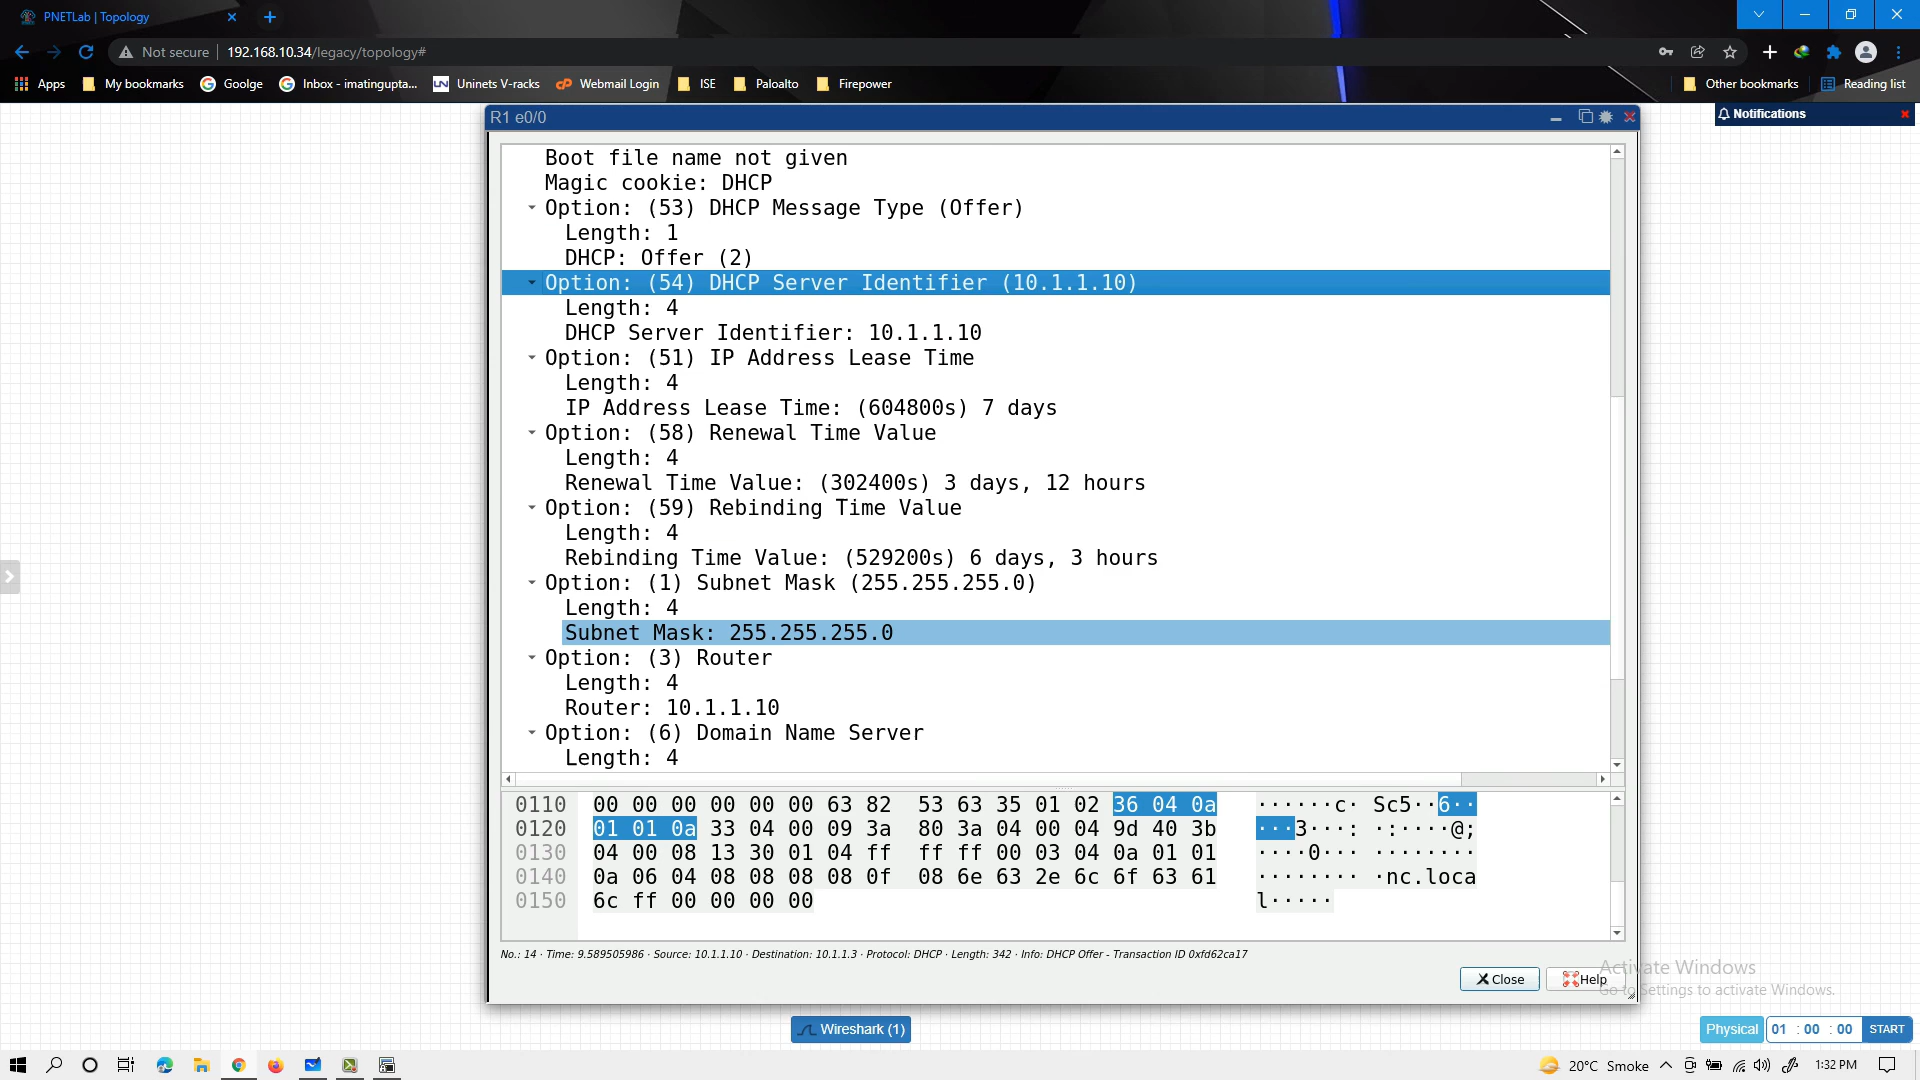 PNETLab | Topology
Not secure
192.168.10.34/legacy/topology#
Apps
My bookmarks
Goolge
Inbox - imatingupta...
UN Uninets V-racks
cP Webmail Login
ISE
Paloalto
Firepower
Other bookmarks
Reading list
R1 e0/0
Notifications
Boot file name not given
Magic cookie: DHCP
Option: (53) DHCP Message Type (Offer)
Length: 1
DHCP: Offer (2)
Option: (54) DHCP Server Identifier (10.1.1.10)
Length: 4
DHCP Server Identifier: 10.1.1.10
Option: (51) IP Address Lease Time
Length: 4
IP Address Lease Time: (604800s) 7 days
Option: (58) Renewal Time Value
Length: 4
Renewal Time Value: (302400s) 3 days, 12 hours
Option: (59) Rebinding Time Value
Length: 4
Rebinding Time Value: (529200s) 6 days, 3 hours
Option: (1) Subnet Mask (255.255.255.0)
Length: 4
Subnet Mask: 255.255.255.0
Option: (3) Router
Length: 4
Router: 10.1.1.10
Option: (6) Domain Name Server
Length: 4
0110 00 00 00 00 00 00 63 82 53 63 35 01 02 36 04 0a ······c· Sc5··6··
0120 01 01 0a 33 04 00 09 3a 80 3a 04 00 04 9d 40 3b ···3···: ·:····@;
0130 04 00 08 13 30 01 04 ff ff ff 00 03 04 0a 01 01 ····0··· ········
0140 0a 06 04 08 08 08 08 0f 08 6e 63 2e 6c 6f 63 61 ········ ·nc.loca
0150 6c ff 00 00 00 00 l·····
No.: 14 · Time: 9.589505986 · Source: 10.1.1.10 · Destination: 10.1.1.3 · Protocol: DHCP · Length: 342 · Info: DHCP Offer - Transaction ID 0xfd62ca17
Close
Help
Activate Windows
Go to Settings to activate Windows.
Wireshark (1)
Physical
01 : 00 : 00
START
20°C Smoke
1:32 PM